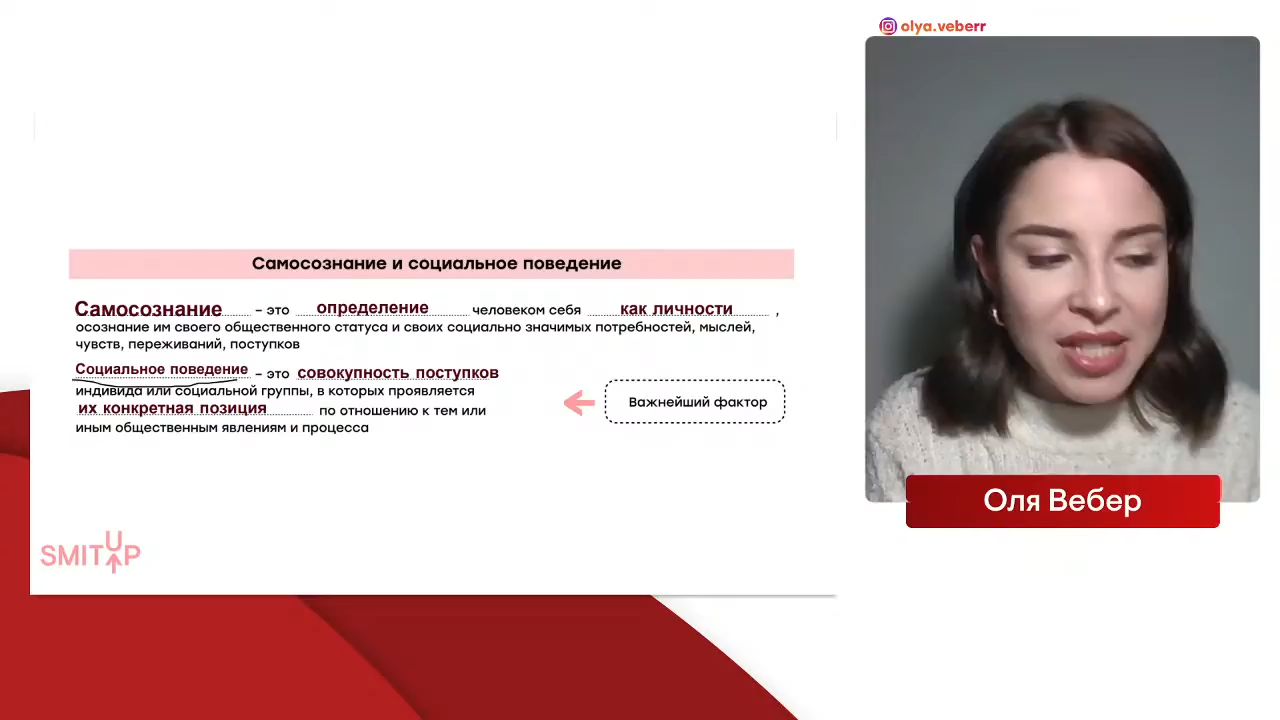 olya.veberr
Самосознание и социальное поведение
Самосознание – это определение человеком себя как личности ,
осознание им своего общественного статуса и своих социально значимых потребностей, мыслей,
чувств, переживаний, поступков
Социальное поведение – это совокупность поступков
индивида или социальной группы, в которых проявляется
их конкретная позиция по отношению к тем или
иным общественным явлениям и процесса
Важнейший фактор
Оля Вебер
SMITUP